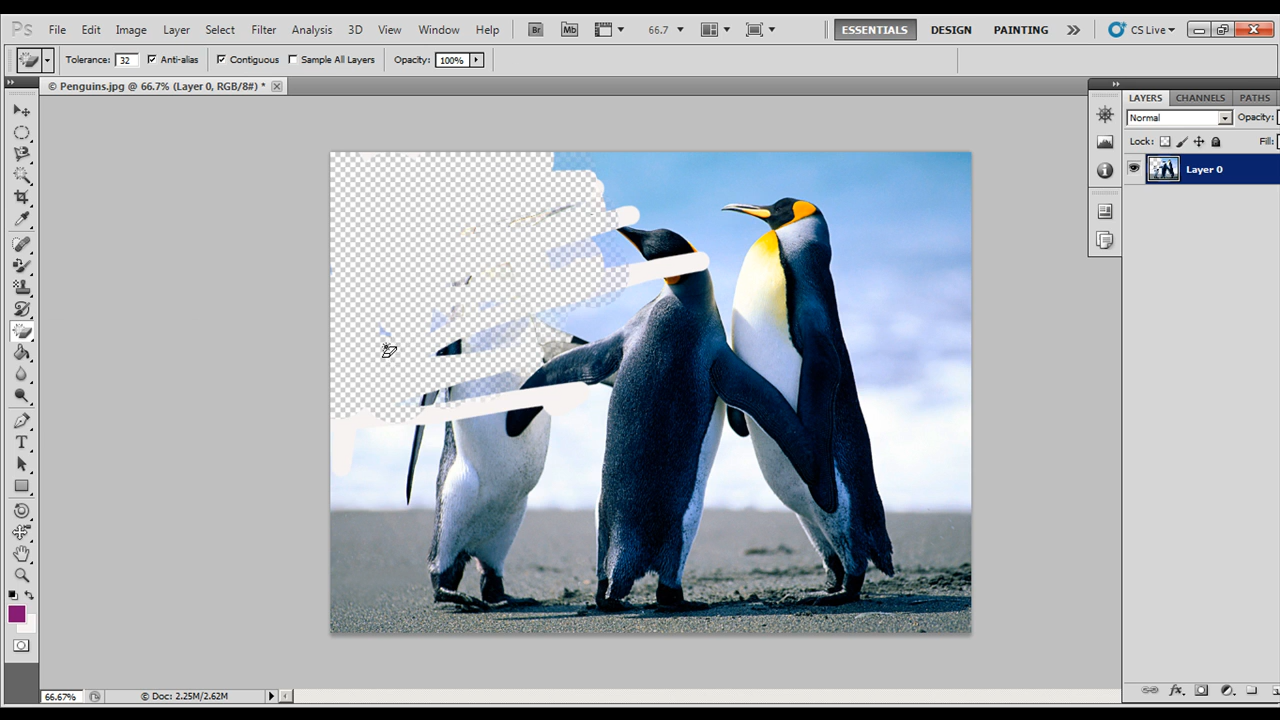 Ps File Edit Image Layer Select Filter Analysis 3D View Window Help Br Mb 66.7 ESSENTIALS DESIGN PAINTING CS Live
Tolerance: 32 Anti-alias Contiguous Sample All Layers Opacity: 100%
© Penguins.jpg @ 66.7% (Layer 0, RGB/8#) *
LAYERS CHANNELS PATHS
Normal Opacity:
Lock: Fill:
Layer 0
T
66.67% © Doc: 2.25M/2.62M
fx